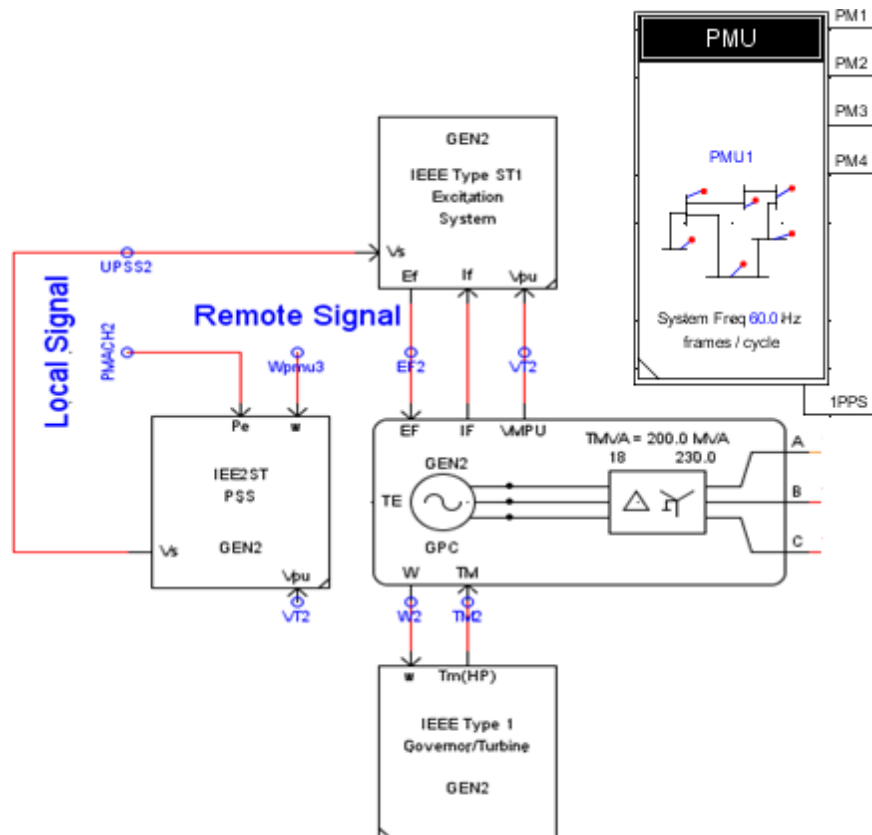 PMU
PM1
PM2
PM3
PM4
PMU1
System Freq 60.0 Hz
frames / cycle
1PPS
GEN2
IEEE Type ST1
Excitation
System
Vs
Ef
If
Vpu
UPSS2
Local Signal
Remote Signal
PMACH2
Wpmu3
EF2
VT2
Pe
w
IEE2ST
PSS
GEN2
Vs
Vpu
VT2
EF
IF
VMPU
TMVA = 200.0 MVA
18
230.0
GEN2
TE
GPC
A
B
C
W
TM
W2
TM2
w
Tm(HP)
IEEE Type 1
Governor/Turbine
GEN2